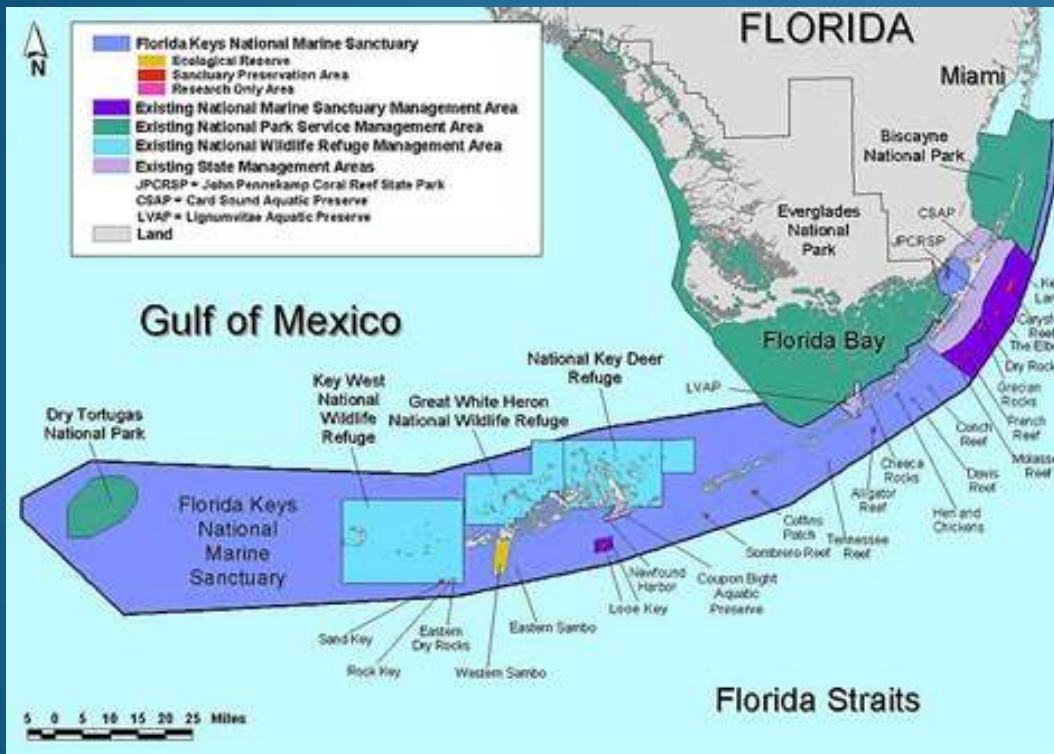 FLORIDA
Miami
N
Florida Keys National Marine Sanctuary
Ecological Reserve
Sanctuary Preservation Area
Research Only Area
Existing National Marine Sanctuary Management Area
Existing National Park Service Management Area
Existing National Wildlife Refuge Management Area
Existing State Management Areas
JPCRSP = John Pennekamp Coral Reef State Park
CSAP = Card Sound Aquatic Preserve
LVAP = Lignumvitae Aquatic Preserve
Land
Biscayne
National Park
CSAP
JPCRSP
Everglades
National
Park
Gulf of Mexico
Florida Bay
LVAP
The Elbo
Dry Rock
Grecian
Rocks
French
Reef
Molasse
Reef
Conch
Reef
Davis
Reef
Hen and
Chickens
Cheeca
Rocks
Alligator
Reef
Tennessee
Reef
Coffins
Patch
Sombrero Reef
Coupon Bight
Aquatic
Preserve
Newfound
Harbor
Looe Key
Eastern Sambo
Western Sambo
Eastern
Dry Rocks
Rock Key
Sand Key
National Key Deer
Refuge
Great White Heron
National Wildlife Refuge
Key West
National
Wildlife
Refuge
Dry Tortugas
National Park
Florida Keys
National
Marine
Sanctuary
Florida Straits
5 0 5 10 15 20 25 Miles